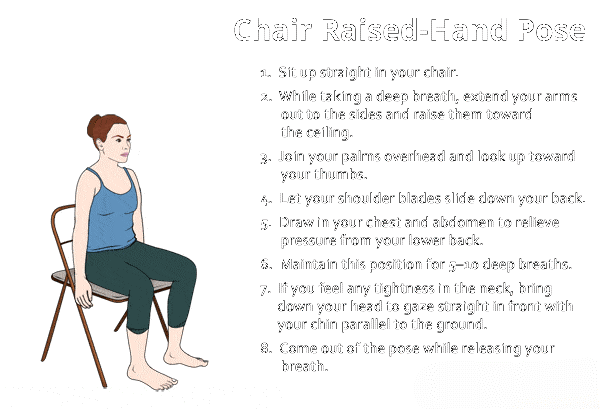 Chair Raised-Hand Pose
1. Sit up straight in your chair.
2. While taking a deep breath, extend your arms
out to the sides and raise them toward
the ceiling.
3. Join your palms overhead and look up toward
your thumbs.
4. Let your shoulder blades slide down your back.
5. Draw in your chest and abdomen to relieve
pressure from your lower back.
6. Maintain this position for 5–10 deep breaths.
7. If you feel any tightness in the neck, bring
down your head to gaze straight in front with
your chin parallel to the ground.
8. Come out of the pose while releasing your
breath.